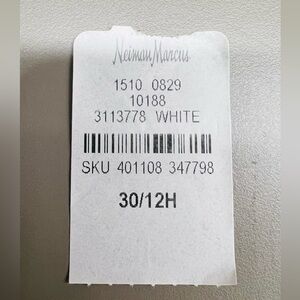 Neiman Marcus
1510 0829
10188
3113778 WHITE
SKU 401108 347798
30/12H